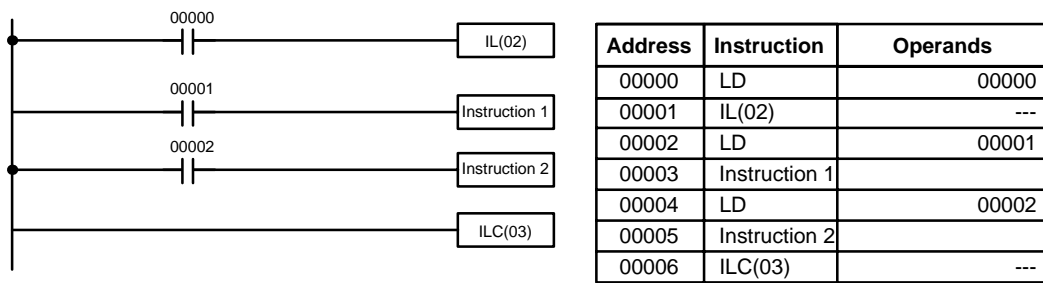 00000
IL(02)
00001
Instruction 1
00002
Instruction 2
ILC(03)
Address Instruction Operands
00000 LD 00000
00001 IL(02) ---
00002 LD 00001
00003 Instruction 1
00004 LD 00002
00005 Instruction 2
00006 ILC(03) ---